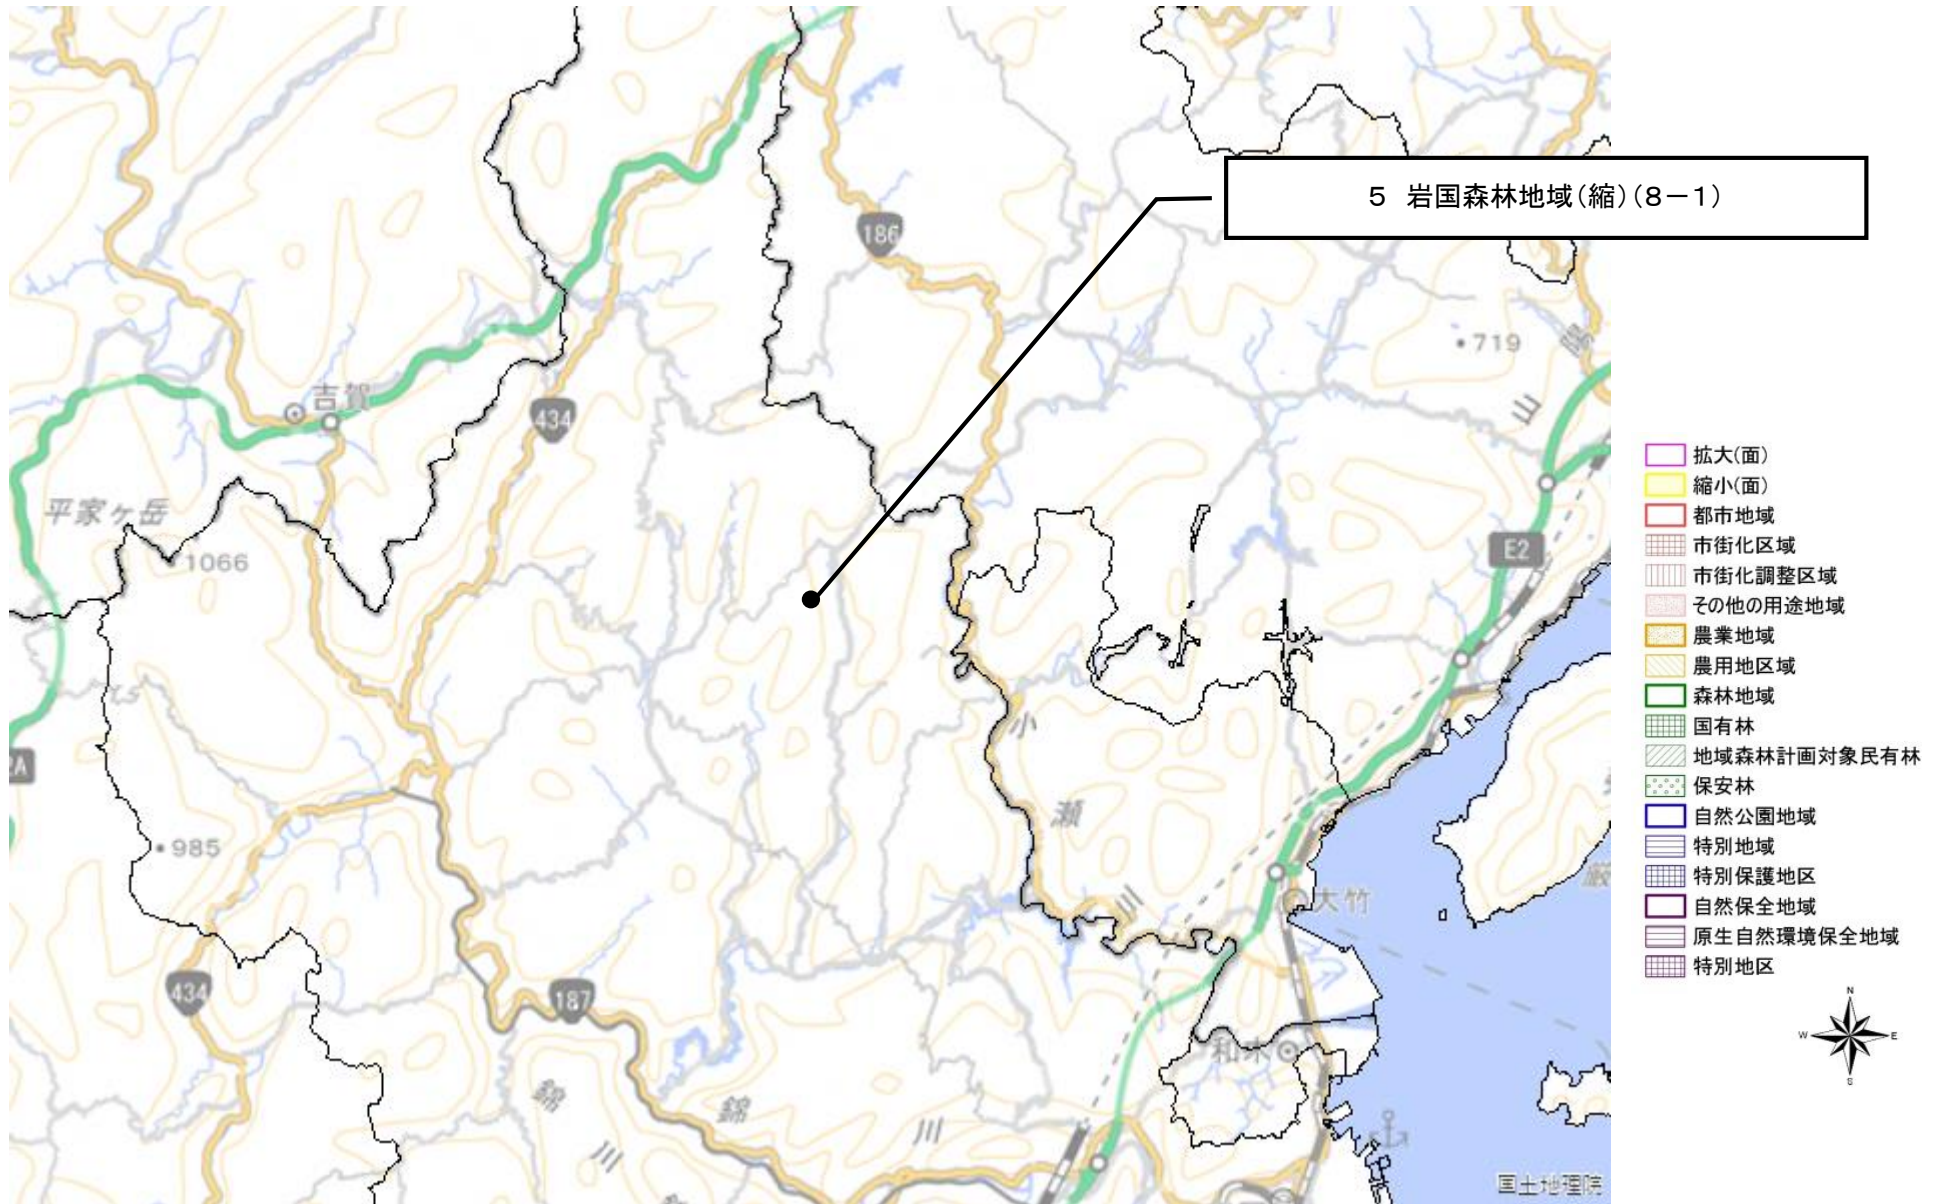 5 岩国森林地域(縮)(8-1)
186
719
陽
山
吉賀
434
平家ヶ岳
1066
E2
小
瀬
川
2A
985
大竹
厳
434
187
和木
錦
川
錦
川
国土地理院
拡大(面)
縮小(面)
都市地域
市街化区域
市街化調整区域
その他の用途地域
農業地域
農用地区域
森林地域
国有林
地域森林計画対象民有林
保安林
自然公園地域
特別地域
特別保護地区
自然保全地域
原生自然環境保全地域
特別地区
N
W E
S